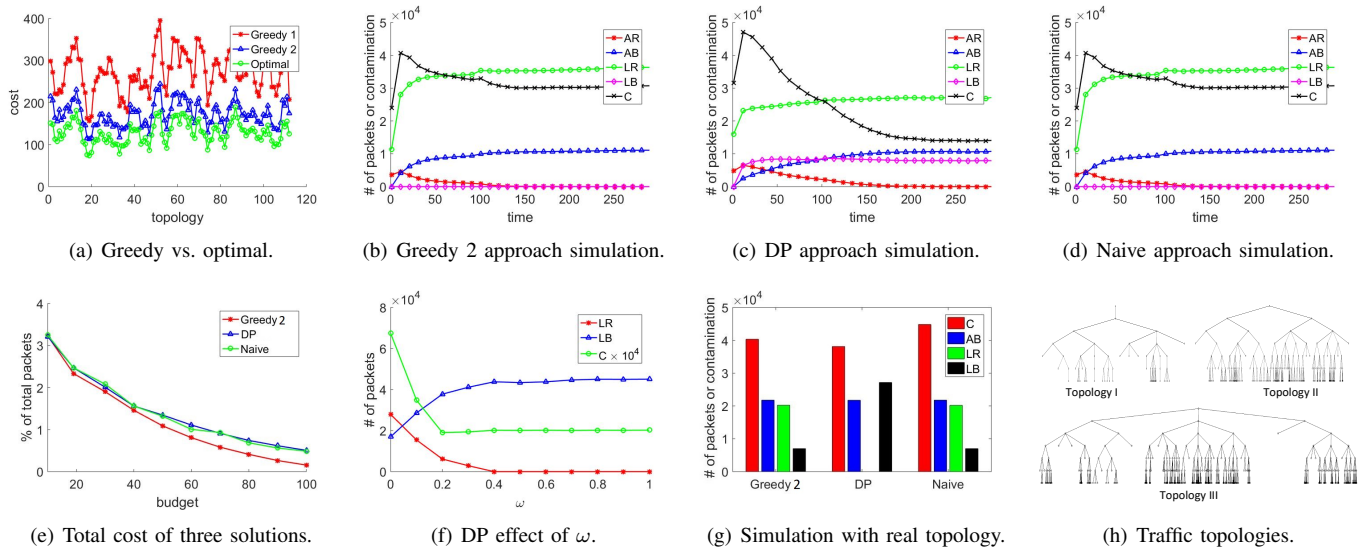 400
300
200
100
0
cost
0 20 40 60 80 100 120
topology
Greedy 1
Greedy 2
Optimal
(a) Greedy vs. optimal.
5 × 10^4
4
3
2
1
0
# of packets or contamination
0 50 100 150 200 250
time
AR
AB
LR
LB
C
(b) Greedy 2 approach simulation.
5 × 10^4
4
3
2
1
0
# of packets or contamination
0 50 100 150 200 250
time
AR
AB
LR
LB
C
(c) DP approach simulation.
5 × 10^4
4
3
2
1
0
# of packets or contamination
0 50 100 150 200 250
time
AR
AB
LR
LB
C
(d) Naive approach simulation.
4
3
2
1
0
% of total packets
20 40 60 80 100
budget
Greedy 2
DP
Naive
(e) Total cost of three solutions.
8 × 10^4
6
4
2
0
# of packets
0 0.2 0.4 0.6 0.8 1
ω
LR
LB
C × 10^4
(f) DP effect of ω.
5 × 10^4
4
3
2
1
0
# of packets or contamination
Greedy 2 DP Naive
C
AB
LR
LB
(g) Simulation with real topology.
Topology I
Topology II
Topology III
(h) Traffic topologies.